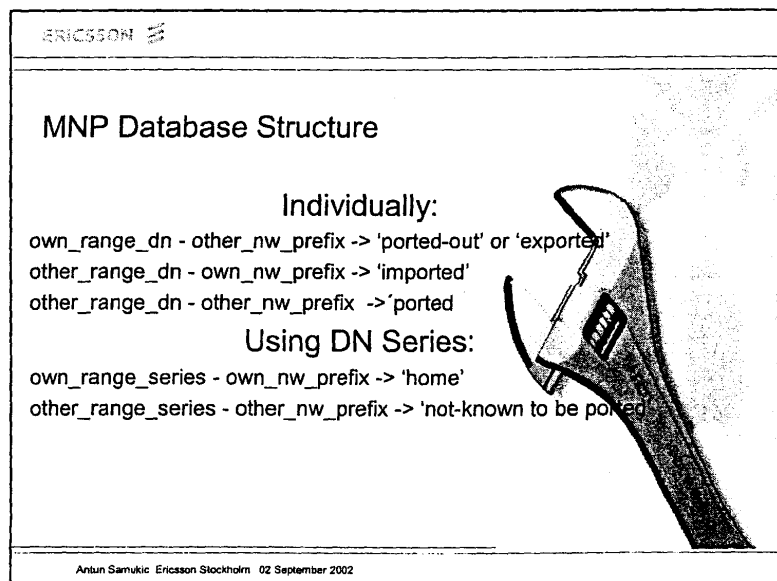 ERICSSON
MNP Database Structure
Individually:
own_range_dn - other_nw_prefix -> 'ported-out' or 'exported'
other_range_dn - own_nw_prefix -> 'imported'
other_range_dn - other_nw_prefix ->´ported
Using DN Series:
own_range_series - own_nw_prefix -> 'home'
other_range_series - other_nw_prefix -> 'not-known to be ported'
Antun Samukic Ericsson Stockholm 02 September 2002